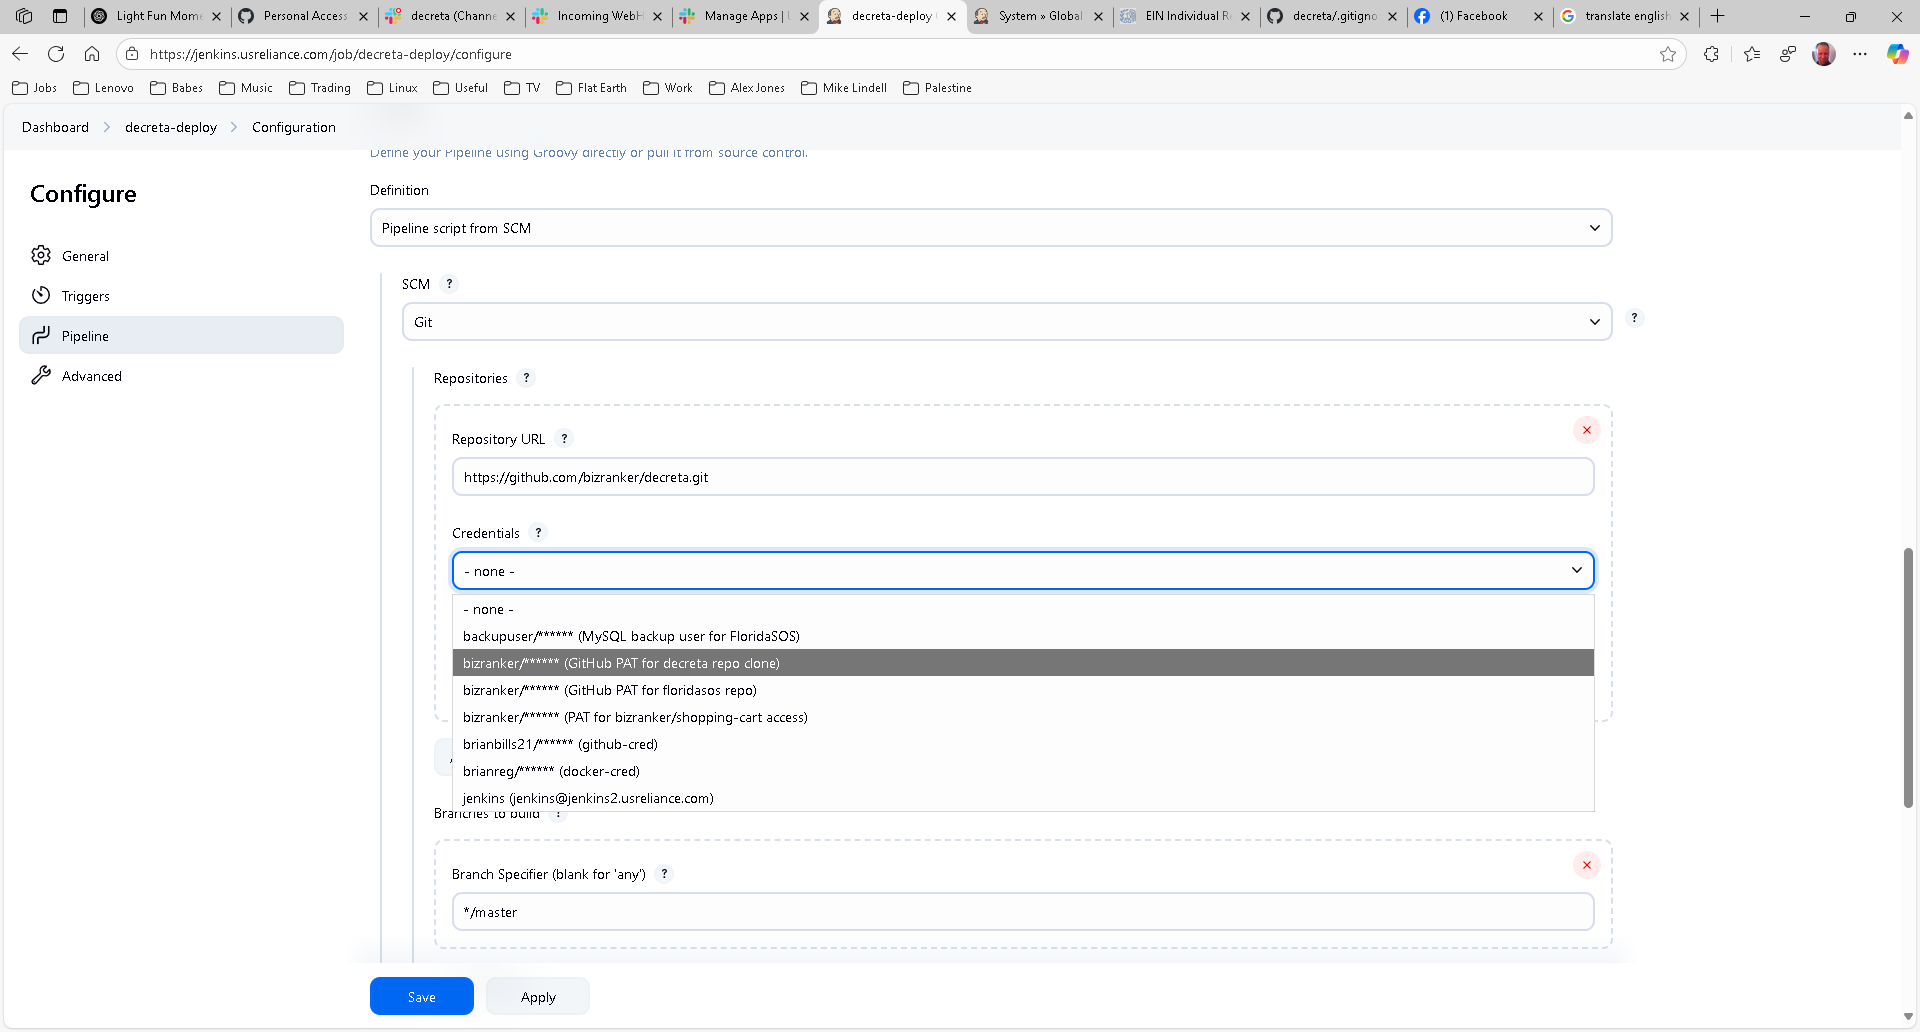 Light Fun Mome
Personal Access
decreta (Channe
Incoming WebH
Manage Apps | U
decreta-deploy
System » Global
EIN Individual R
decreta/.gitigno
(1) Facebook
translate english
https://jenkins.usreliance.com/job/decreta-deploy/configure
Jobs
Lenovo
Babes
Music
Trading
Linux
Useful
TV
Flat Earth
Work
Alex Jones
Mike Lindell
Palestine
Dashboard
decreta-deploy
Configuration
Define your Pipeline using Groovy directly or pull it from source control.
Configure
Definition
Pipeline script from SCM
General
Triggers
Pipeline
Advanced
SCM ?
Git
?
Repositories ?
Repository URL ?
https://github.com/bizranker/decreta.git
Credentials ?
- none -
- none -
backupuser/****** (MySQL backup user for FloridaSOS)
bizranker/****** (GitHub PAT for decreta repo clone)
bizranker/****** (GitHub PAT for floridasos repo)
bizranker/****** (PAT for bizranker/shopping-cart access)
brianbills21/****** (github-cred)
brianreg/****** (docker-cred)
jenkins (jenkins@jenkins2.usreliance.com)
Branches to build ?
Branch Specifier (blank for 'any') ?
*/master
Save
Apply